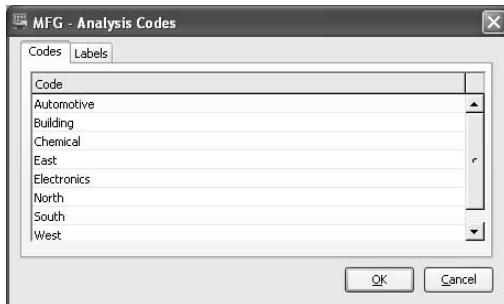 MFG - Analysis Codes
Codes Labels
Code
Automotive
Building
Chemical
East
Electronics
North
South
West
OK Cancel